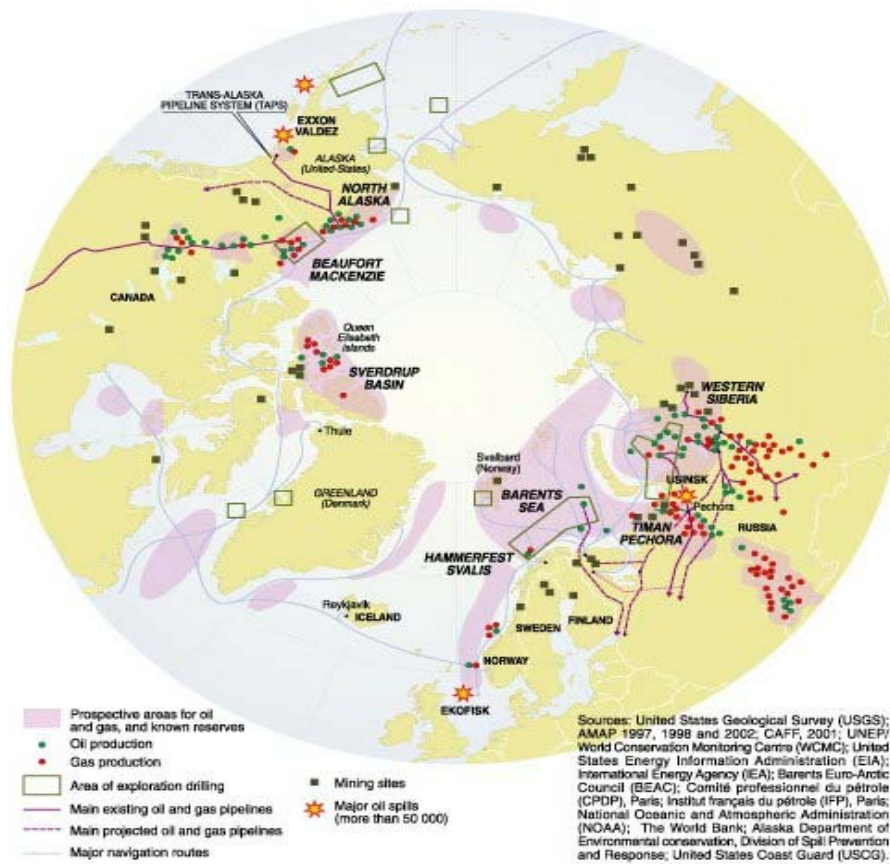 TRANS-ALASKA
PIPELINE SYSTEM (TAPS)
EXXON
VALDEZ
ALASKA
(United-States)
NORTH
ALASKA
BEAUFORT
MACKENZIE
CANADA
Queen
Elisabeth
Islands
SVERDRUP
BASIN
WESTERN
SIBERIA
Thule
Svalbard
(Norway)
USINSK
Pechora
GREENLAND
(Denmark)
BARENTS
SEA
TIMAN
PECHORA
RUSSIA
HAMMERFEST
SVALIS
Reykjavik
ICELAND
SWEDEN
FINLAND
NORWAY
EKOFISK
Prospective areas for oil
and gas, and known reserves
Oil production
Gas production
Area of exploration drilling
Main existing oil and gas pipelines
Main projected oil and gas pipelines
Major navigation routes
Mining sites
Major oil spills
(more than 50 000)
Sources: United States Geological Survey (USGS);
AMAP 1997, 1998 and 2002; CAFF, 2001; UNEP/
World Conservation Monitoring Centre (WCMC); United
States Energy Information Administration (EIA);
International Energy Agency (IEA); Barents Euro-Arctic
Council (BEAC); Comité professionnel du pétrole
(CPDP), Paris; Institut français du pétrole (IFP), Paris;
National Oceanic and Atmospheric Administration
(NOAA); The World Bank; Alaska Department of
Environmental conservation, Division of Spill Prevention
and Response; United States Coast Guard (USCG).